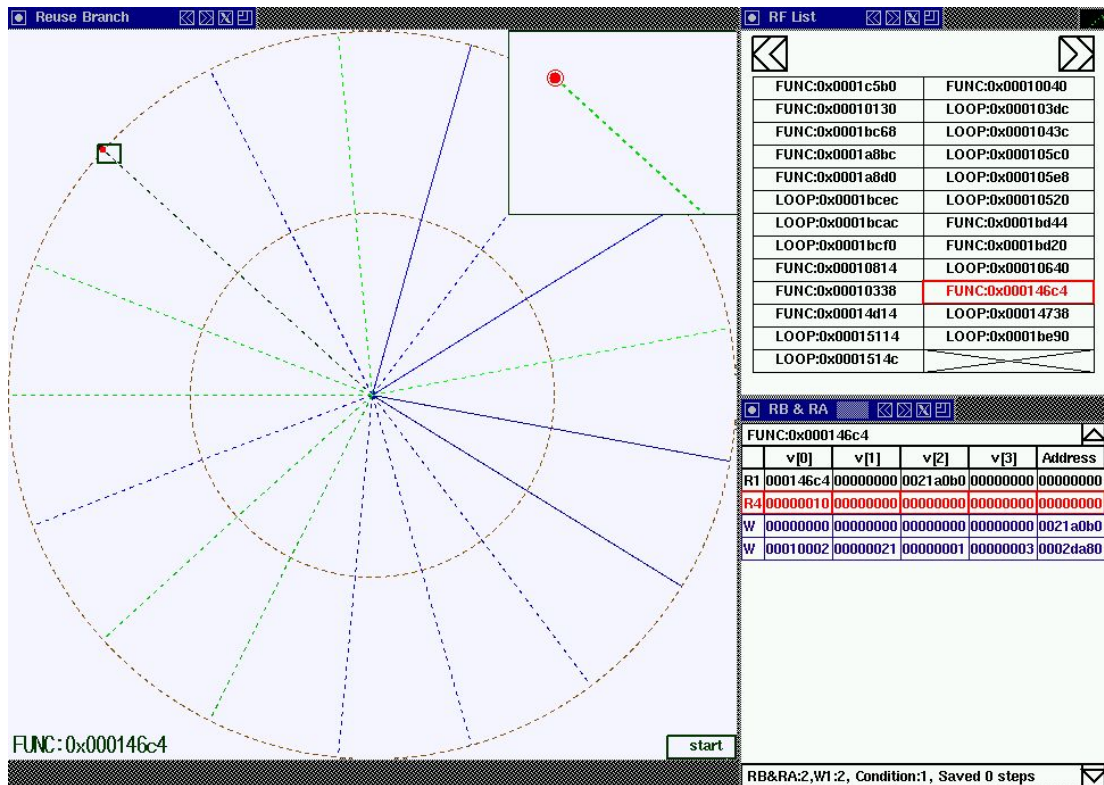 Reuse Branch
FUNC:0x000146c4
start
RF List
FUNC:0x0001c5b0 FUNC:0x00010040
FUNC:0x00010130 LOOP:0x000103dc
FUNC:0x0001bc68 LOOP:0x0001043c
FUNC:0x0001a8bc LOOP:0x000105c0
FUNC:0x0001a8d0 LOOP:0x000105e8
LOOP:0x0001bcec LOOP:0x00010520
LOOP:0x0001bcac FUNC:0x0001bd44
LOOP:0x0001bcf0 FUNC:0x0001bd20
FUNC:0x00010814 LOOP:0x00010640
FUNC:0x00010338 FUNC:0x000146c4
FUNC:0x00014d14 LOOP:0x00014738
LOOP:0x00015114 LOOP:0x0001be90
LOOP:0x0001514c
RB & RA
FUNC:0x000146c4
v[0] v[1] v[2] v[3] Address
R1 000146c4 00000000 0021a0b0 00000000 00000000
R4 00000010 00000000 00000000 00000000 00000000
W 00000000 00000000 00000000 00000000 0021a0b0
W 00010002 00000021 00000001 00000003 0002da80
RB&RA:2,W1:2, Condition:1, Saved 0 steps